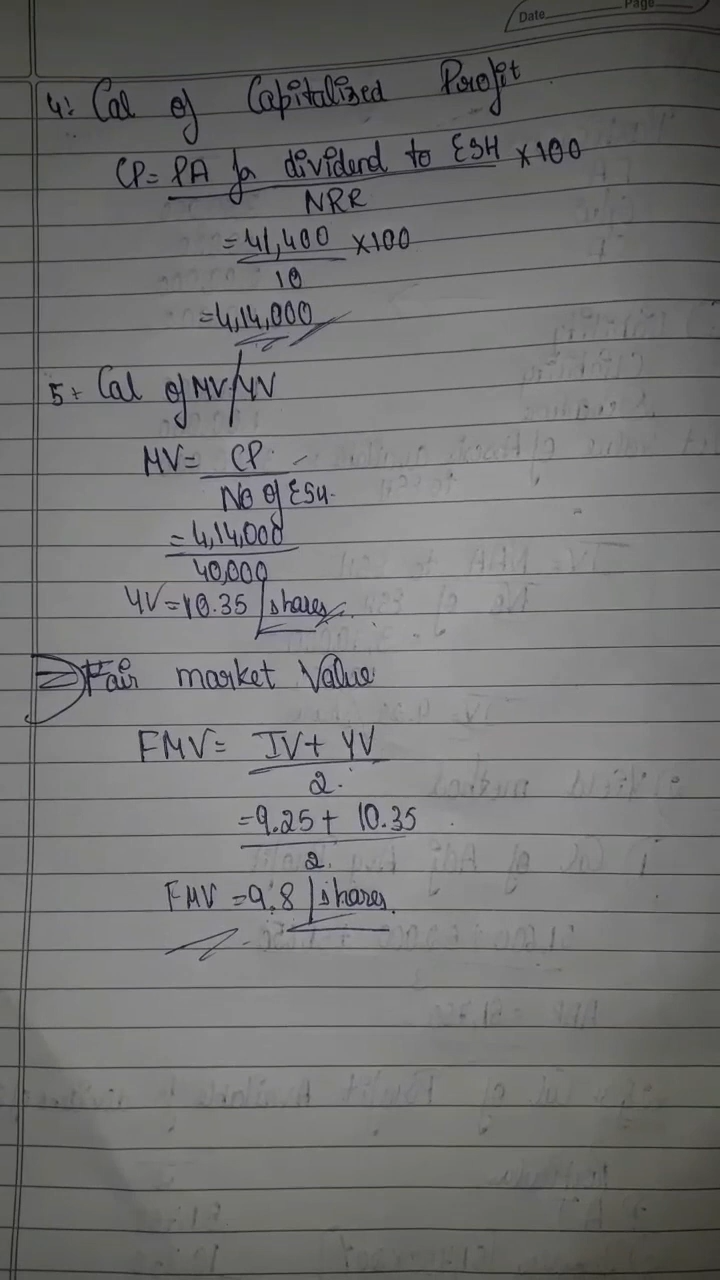 Date
Page
4: Cal of Capitalized Profit
CP= PA for dividend to ESH ×100
NRR
=41,400 ×100
10
=4,14,000
5: Cal of MV/YV
MV= CP
No of ESH.
=4,14,000
40,000
YV=10.35/shares
Fair market Value
FMV= IV+ YV
2.
=9.25+ 10.35
2.
FMV =9.8/shares.